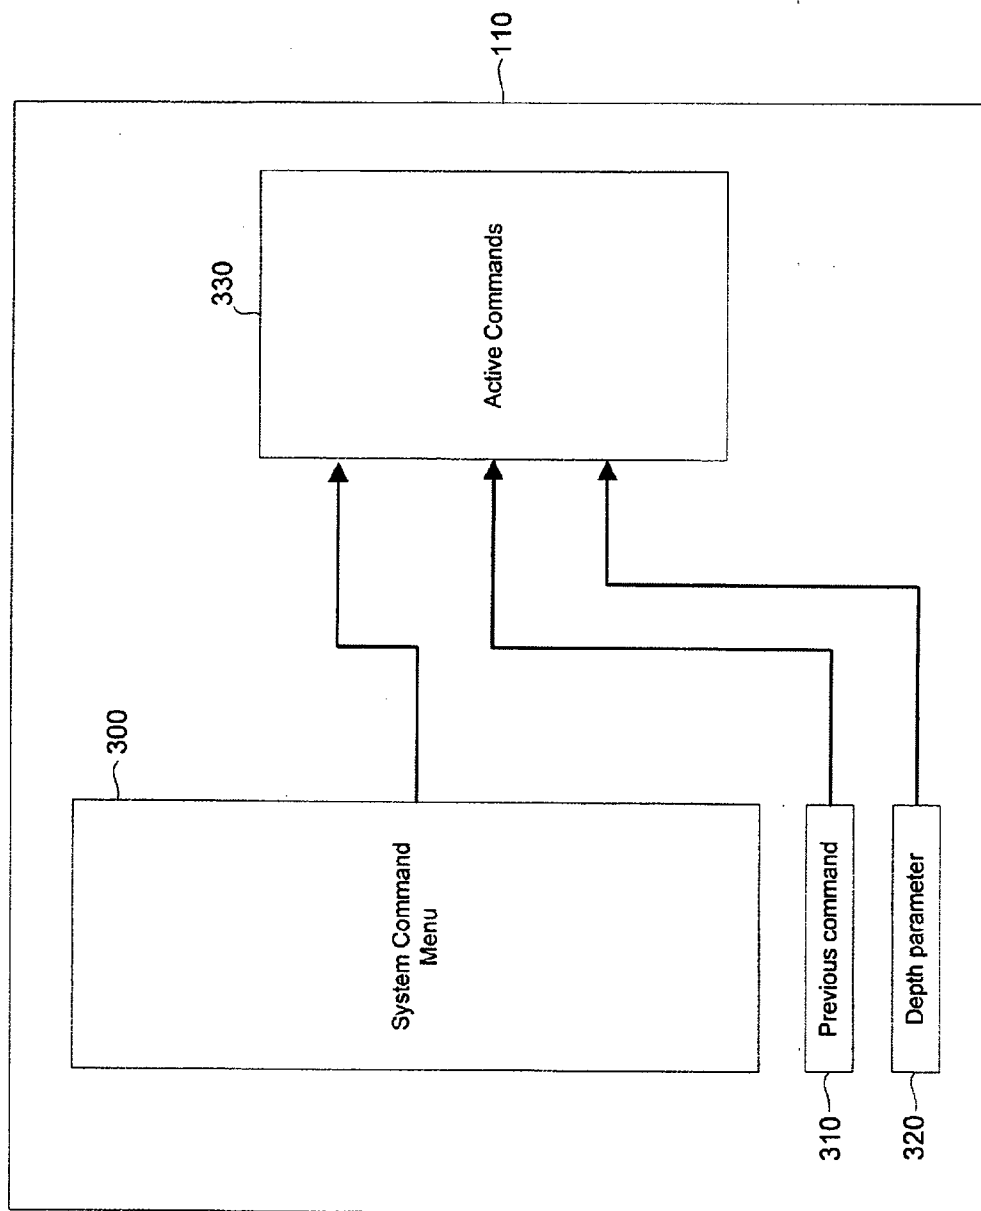 110
300
System Command
Menu
330
Active Commands
310
Previous command
320
Depth parameter